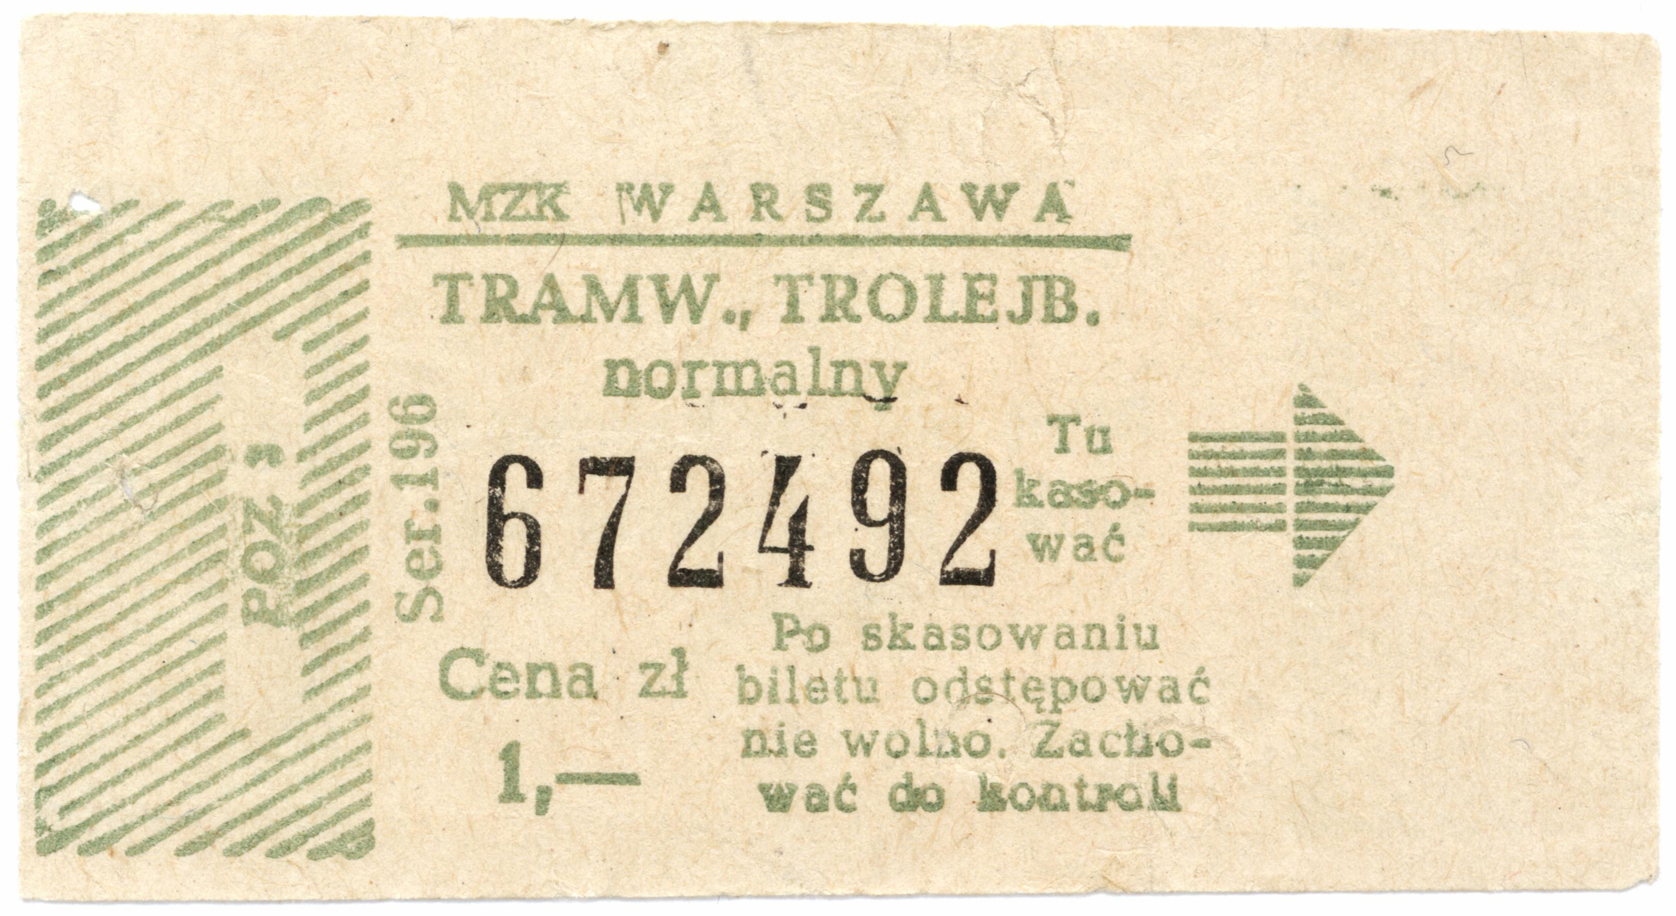 MZK WARSZAWA
TRAMW., TROLEJB.
normalny
Ser.196
672492
Tu
kaso-
wać
Cena zł
1,—
Po skasowaniu
biletu odstępować
nie wolno. Zacho-
wać do kontroli
1
POZ